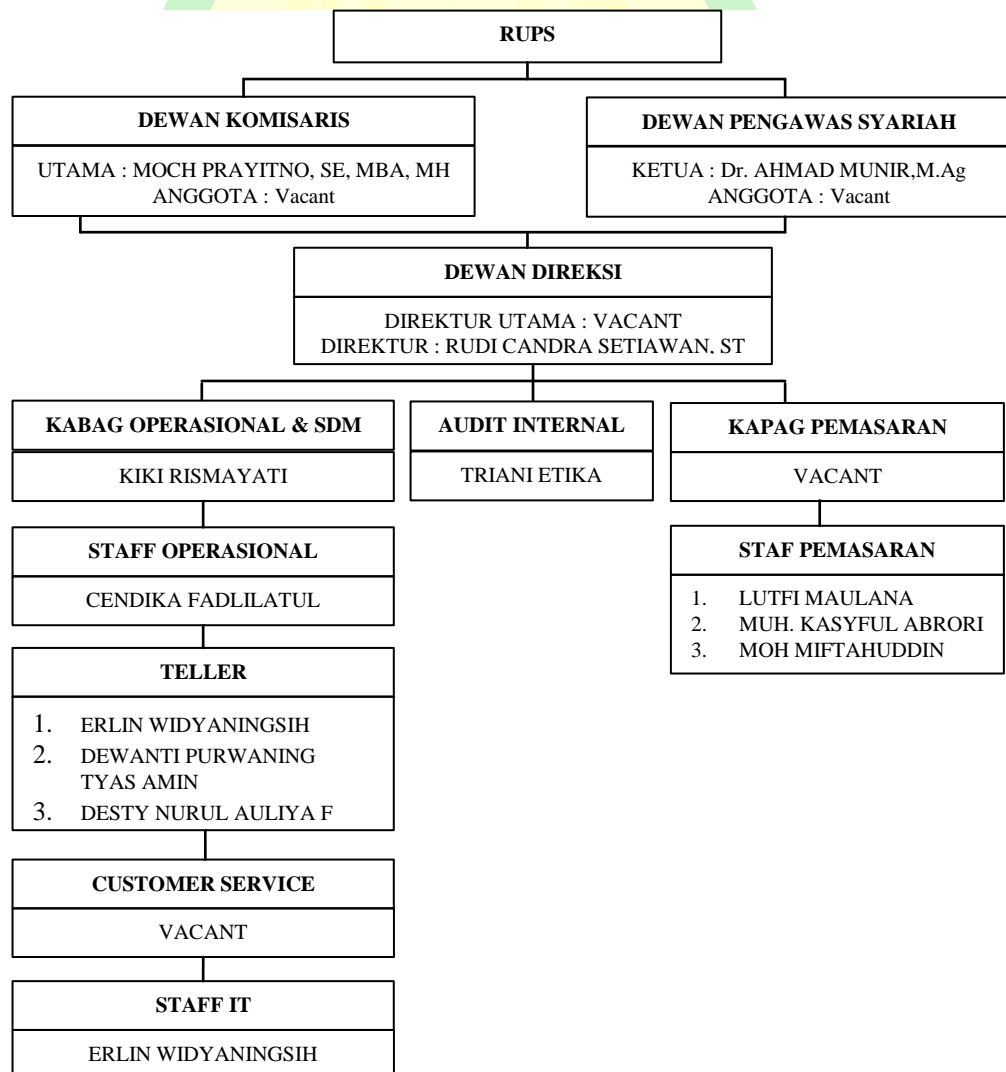 RUPS
DEWAN KOMISARIS
UTAMA : MOCH PRAYITNO, SE, MBA, MH
ANGGOTA : Vacant
DEWAN PENGAWAS SYARIAH
KETUA : Dr. AHMAD MUNIR,M.Ag
ANGGOTA : Vacant
DEWAN DIREKSI
DIREKTUR UTAMA : VACANT
DIREKTUR : RUDI CANDRA SETIAWAN, ST
KABAG OPERASIONAL & SDM
KIKI RISMAYATI
AUDIT INTERNAL
TRIANI ETIKA
KAPAG PEMASARAN
VACANT
STAFF OPERASIONAL
CENDIKA FADLILATUL
STAF PEMASARAN
1. LUTFI MAULANA
2. MUH. KASYFUL ABRORI
3. MOH MIFTAHUDDIN
TELLER
1. ERLIN WIDYANINGSIH
2. DEWANTI PURWANING
TYAS AMIN
3. DESTY NURUL AULIYA F
CUSTOMER SERVICE
VACANT
STAFF IT
ERLIN WIDYANINGSIH